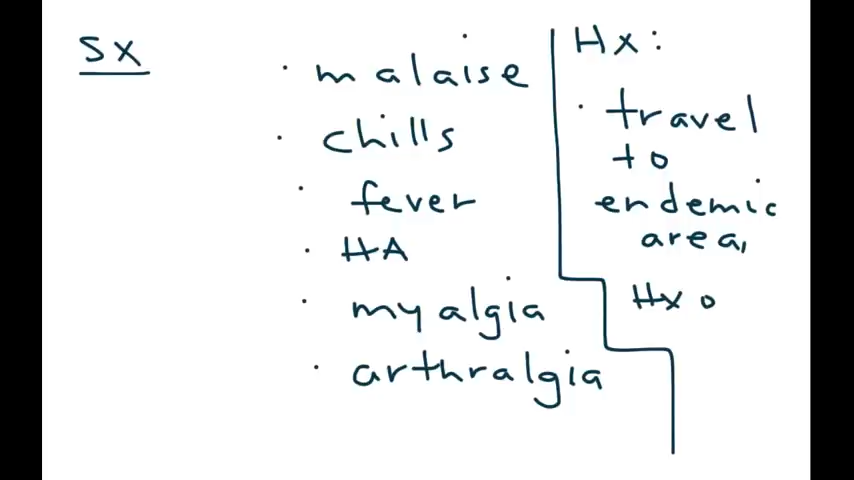 Sx
• malaise
• chills
• fever
• HA
• myalgia
• arthralgia
Hx:
• travel
to
endemic
area,
Hx o